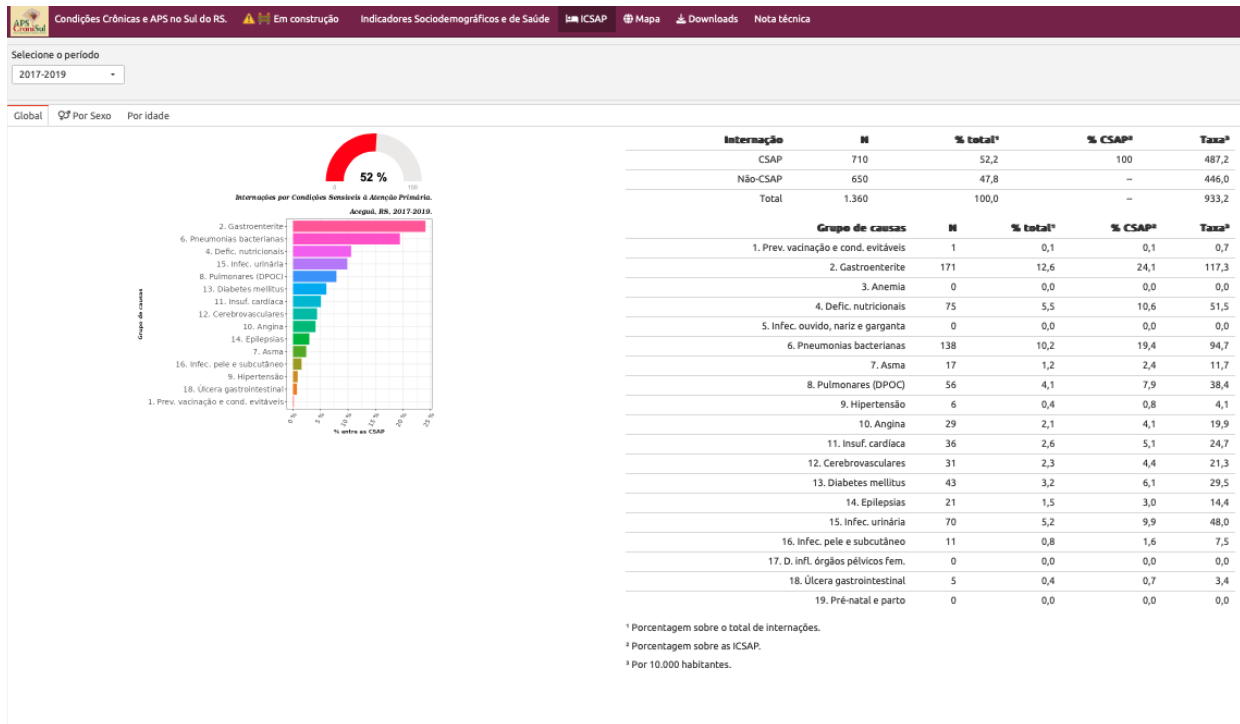 APS CroniSul Condições Crônicas e APS no Sul do RS. Em construção Indicadores Sociodemográficos e de Saúde ICSAP Mapa Downloads Nota técnica
Selecione o período
2017-2019
Global Por Sexo Por idade
52 %
0 100
Internações por Condições Sensíveis à Atenção Primária.
Aceguá, RS, 2017-2019.
Grupo de causas
2. Gastroenterite
6. Pneumonias bacterianas
4. Defic. nutricionais
15. Infec. urinária
8. Pulmonares (DPOC)
13. Diabetes mellitus
11. Insuf. cardíaca
12. Cerebrovasculares
10. Angina
14. Epilepsias
7. Asma
16. Infec. pele e subcutâneo
9. Hipertensão
18. Úlcera gastrointestinal
1. Prev. vacinação e cond. evitáveis
0 % 5 % 10 % 15 % 20 % 25 %
% entre as CSAP
Internação N % total¹ % CSAP² Taxa³
CSAP 710 52,2 100 487,2
Não-CSAP 650 47,8 – 446,0
Total 1.360 100,0 – 933,2
Grupo de causas N % total¹ % CSAP² Taxa³
1. Prev. vacinação e cond. evitáveis 1 0,1 0,1 0,7
2. Gastroenterite 171 12,6 24,1 117,3
3. Anemia 0 0,0 0,0 0,0
4. Defic. nutricionais 75 5,5 10,6 51,5
5. Infec. ouvido, nariz e garganta 0 0,0 0,0 0,0
6. Pneumonias bacterianas 138 10,2 19,4 94,7
7. Asma 17 1,2 2,4 11,7
8. Pulmonares (DPOC) 56 4,1 7,9 38,4
9. Hipertensão 6 0,4 0,8 4,1
10. Angina 29 2,1 4,1 19,9
11. Insuf. cardíaca 36 2,6 5,1 24,7
12. Cerebrovasculares 31 2,3 4,4 21,3
13. Diabetes mellitus 43 3,2 6,1 29,5
14. Epilepsias 21 1,5 3,0 14,4
15. Infec. urinária 70 5,2 9,9 48,0
16. Infec. pele e subcutâneo 11 0,8 1,6 7,5
17. D. infl. órgãos pélvicos fem. 0 0,0 0,0 0,0
18. Úlcera gastrointestinal 5 0,4 0,7 3,4
19. Pré-natal e parto 0 0,0 0,0 0,0
¹ Porcentagem sobre o total de internações.
² Porcentagem sobre as ICSAP.
³ Por 10.000 habitantes.